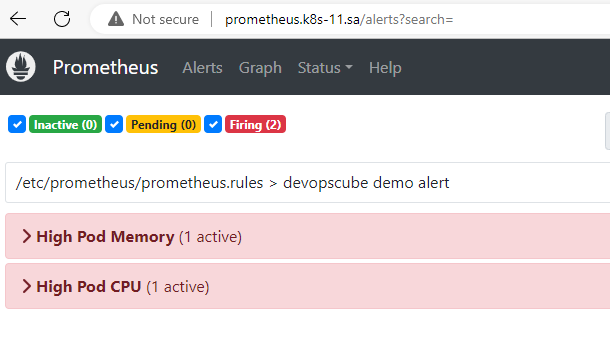 Not secure prometheus.k8s-11.sa/alerts?search=
Prometheus Alerts Graph Status Help
Inactive (0) Pending (0) Firing (2)
/etc/prometheus/prometheus.rules > devopscube demo alert
High Pod Memory (1 active)
High Pod CPU (1 active)